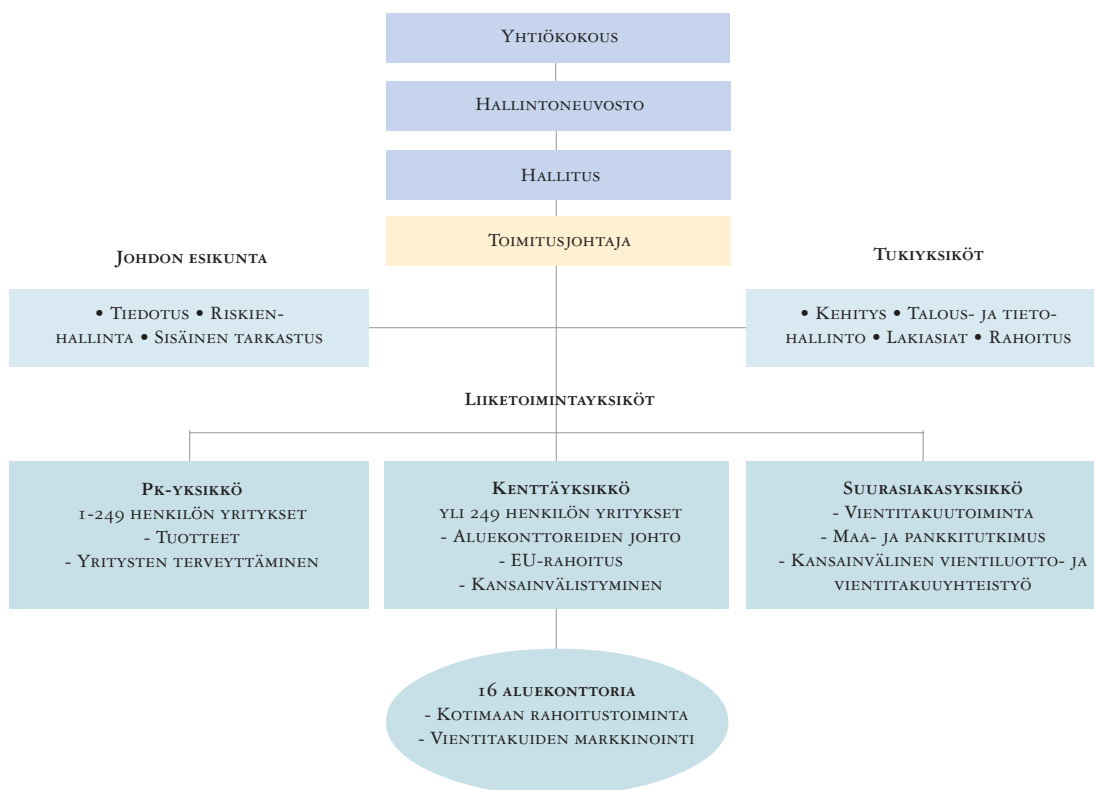 Yhtiökokous
Hallintoneuvosto
Hallitus
Toimitusjohtaja
Johdon esikunta
• Tiedotus • Riskien-
hallinta • Sisäinen tarkastus
Tukiyksiköt
• Kehitys • Talous- ja tieto-
hallinto • Lakiasiat • Rahoitus
Liiketoimintayksiköt
Pk-yksikkö
1-249 henkilön yritykset
- Tuotteet
- Yritysten terveyttäminen
Kenttäyksikkö
yli 249 henkilön yritykset
- Aluekonttoreiden johto
- EU-rahoitus
- Kansainvälistyminen
Suurasiakasyksikkö
- Vientitakuutoiminta
- Maa- ja pankkitutkimus
- Kansainvälinen vientiluotto- ja
vientitakuuyhteistyö
16 aluekonttoria
- Kotimaan rahoitustoiminta
- Vientitakuiden markkinointi